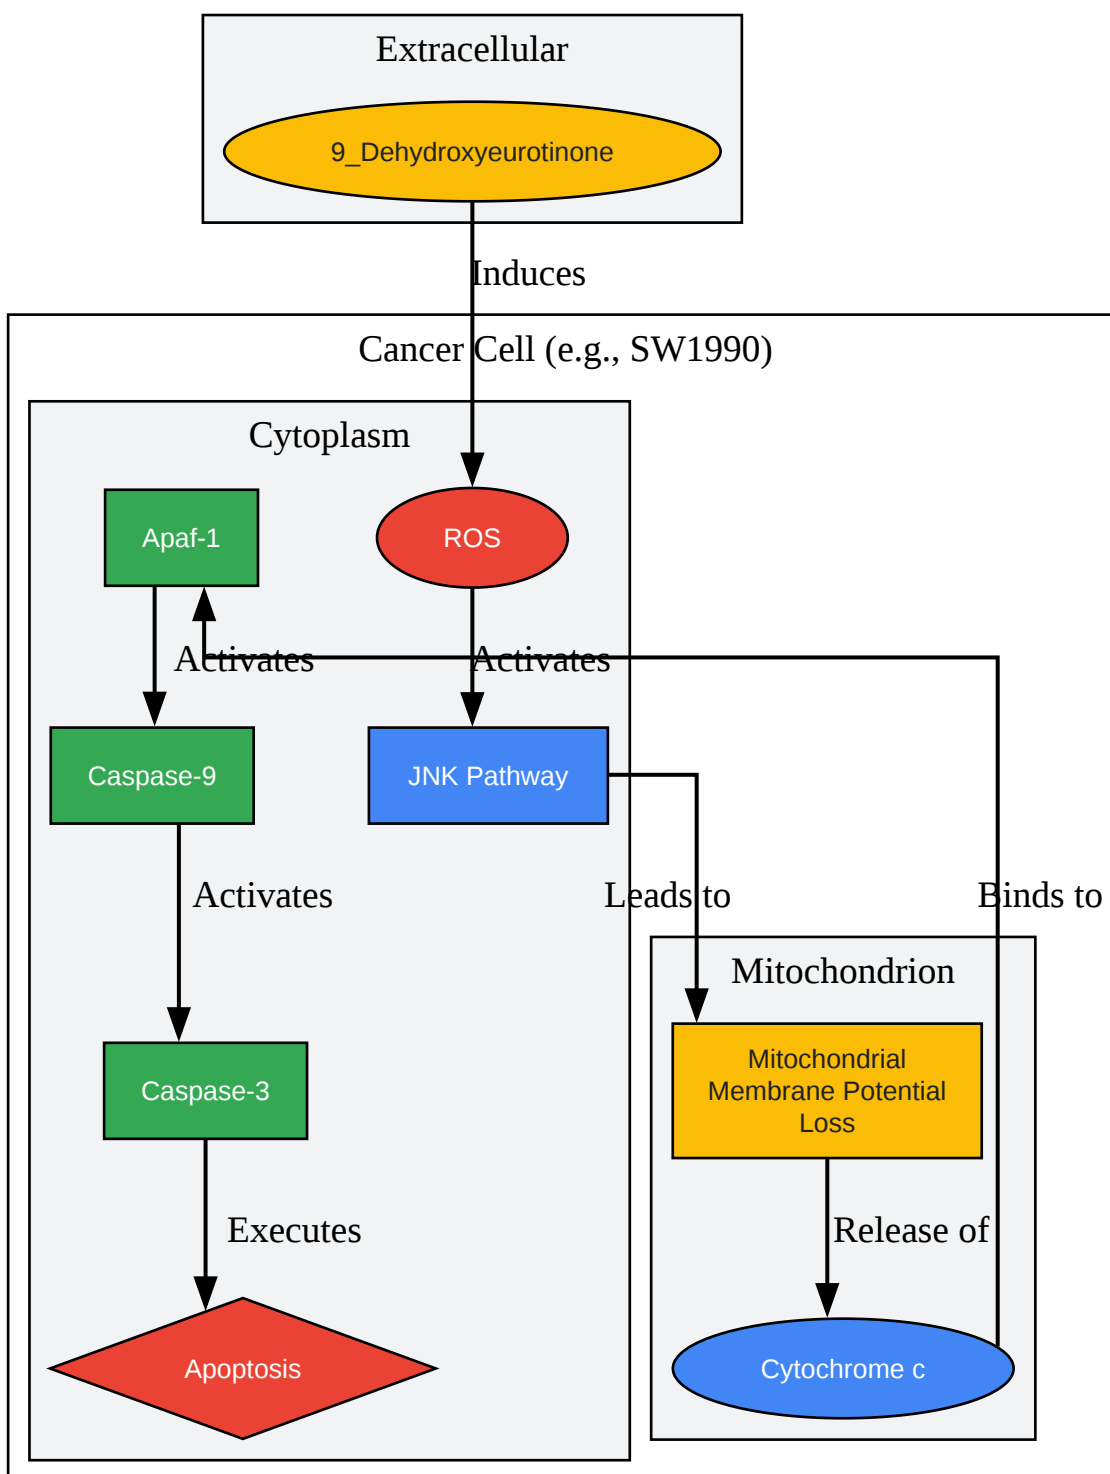 Extracellular
9_Dehydroxyeurotinone
Induces
Cancer Cell (e.g., SW1990)
Cytoplasm
Apaf-1
ROS
Activates
Activates
Caspase-9
JNK Pathway
Activates
Leads to
Binds to
Mitochondrion
Caspase-3
Mitochondrial
Membrane Potential
Loss
Executes
Release of
Apoptosis
Cytochrome c